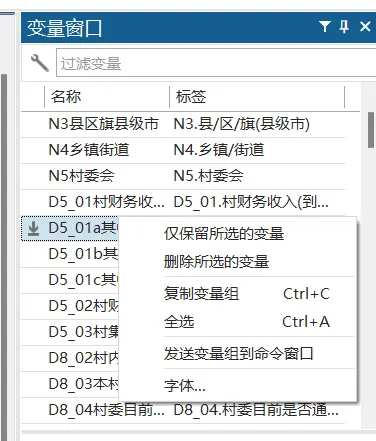 变量窗口
过滤变量
名称 标签
N3县区旗县级市 N3.县/区/旗(县级市)
N4乡镇街道 N4.乡镇/街道
N5村委会 N5.村委会
D5_01村财务收... D5_01.村财务收入(到...
D5_01a其
D5_01b其
D5_01c其
D5_02村财
D5_03村集
D8_02村内
D8_03本村
D8_04村委目前... D8_04.村委目前是否通...
仅保留所选的变量
删除所选的变量
复制变量组 Ctrl+C
全选 Ctrl+A
发送变量组到命令窗口
字体...